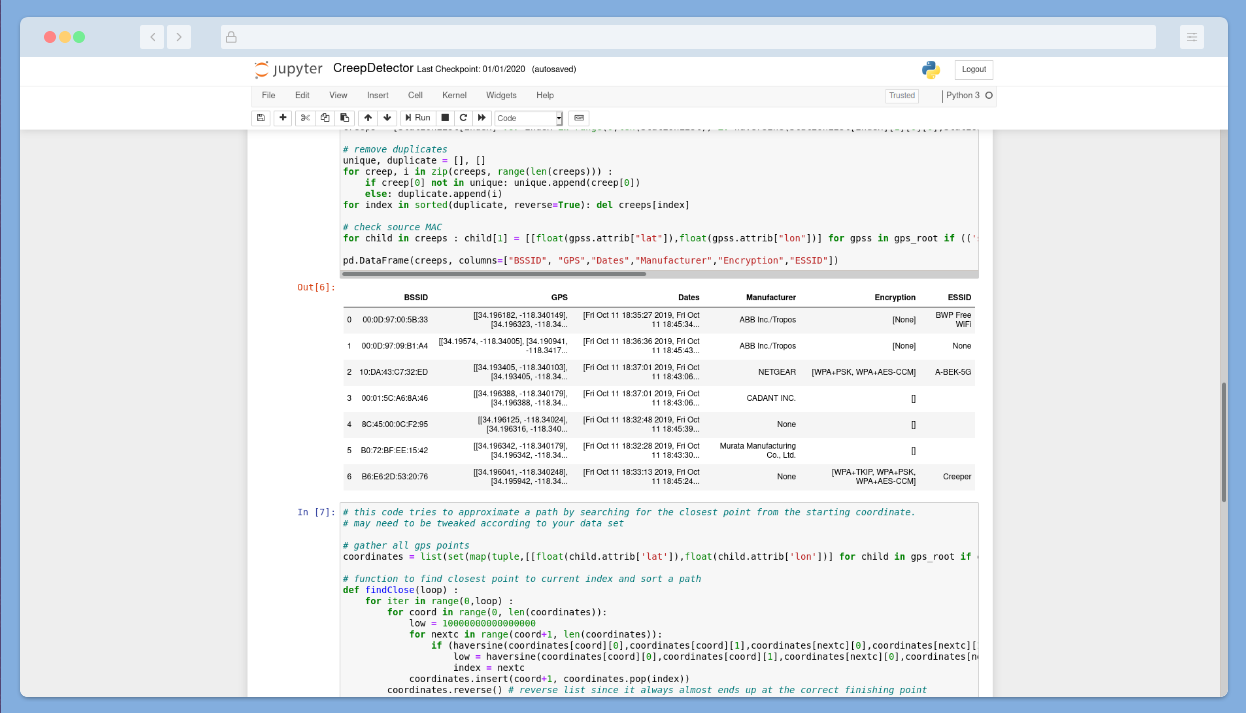 jupyter CreepDetector Last Checkpoint: 01/01/2020 (autosaved)
Logout
File Edit View Insert Cell Kernel Widgets Help
Trusted
Python 3
Run
Code
# remove duplicates
unique, duplicate = [], []
for creep, i in zip(creeps, range(len(creeps))) :
if creep[0] not in unique: unique.append(creep[0])
else: duplicate.append(i)
for index in sorted(duplicate, reverse=True): del creeps[index]
# check source MAC
for child in creeps : child[1] = [[float(gpss.attrib["lat"]),float(gpss.attrib["lon"])] for gpss in gps_root if (('
pd.DataFrame(creeps, columns=["BSSID", "GPS","Dates","Manufacturer","Encryption","ESSID"])
Out[6]:
BSSID GPS Dates Manufacturer Encryption ESSID
0 00:0D:97:00:5B:33 [[34.196182, -118.340149], [Fri Oct 11 18:35:27 2019, Fri Oct ABB Inc./Tropos [None] BWP Free
[34.196323, -118.34... 11 18:45:34... WiFi
1 00:0D:97:09:B1:A4 [[34.19574, -118.34005], [34.190941, [Fri Oct 11 18:36:36 2019, Fri Oct ABB Inc./Tropos [None] None
-118.3417... 11 18:45:43...
2 10:DA:43:C7:32:ED [[34.193405, -118.340103], [Fri Oct 11 18:37:01 2019, Fri Oct NETGEAR [WPA+PSK, WPA+AES-CCM] A-BEK-5G
[34.193405, -118.34... 11 18:43:06...
3 00:01:5C:A6:8A:46 [[34.196388, -118.340179], [Fri Oct 11 18:37:01 2019, Fri Oct CADANT INC. []
[34.196388, -118.34... 11 18:43:06...
4 8C:45:00:0C:F2:95 [[34.196125, -118.34024], [Fri Oct 11 18:32:48 2019, Fri Oct None []
[34.196316, -118.340... 11 18:45:39...
5 B0:72:BF:EE:15:42 [[34.196342, -118.340179], [Fri Oct 11 18:32:28 2019, Fri Oct Murata Manufacturing []
[34.196342, -118.34... 11 18:43:30... Co., Ltd.
6 B6:E6:2D:53:20:76 [[34.196041, -118.340248], [Fri Oct 11 18:33:13 2019, Fri Oct None [WPA+TKIP, WPA+PSK, Creeper
[34.195942, -118.34... 11 18:45:24... WPA+AES-CCM]
In [7]:
# this code tries to approximate a path by searching for the closest point from the starting coordinate.
# may need to be tweaked according to your data set
# gather all gps points
coordinates = list(set(map(tuple,[[float(child.attrib['lat']),float(child.attrib['lon'])] for child in gps_root if
# function to find closest point to current index and sort a path
def findClose(loop) :
for iter in range(0,loop) :
for coord in range(0, len(coordinates)):
low = 10000000000000000
for nextc in range(coord+1, len(coordinates)):
if (haversine(coordinates[coord][0],coordinates[coord][1],coordinates[nextc][0],coordinates[nextc][
low = haversine(coordinates[coord][0],coordinates[coord][1],coordinates[nextc][0],coordinates[
index = nextc
coordinates.insert(coord+1, coordinates.pop(index))
coordinates.reverse() # reverse list since it always almost ends up at the correct finishing point